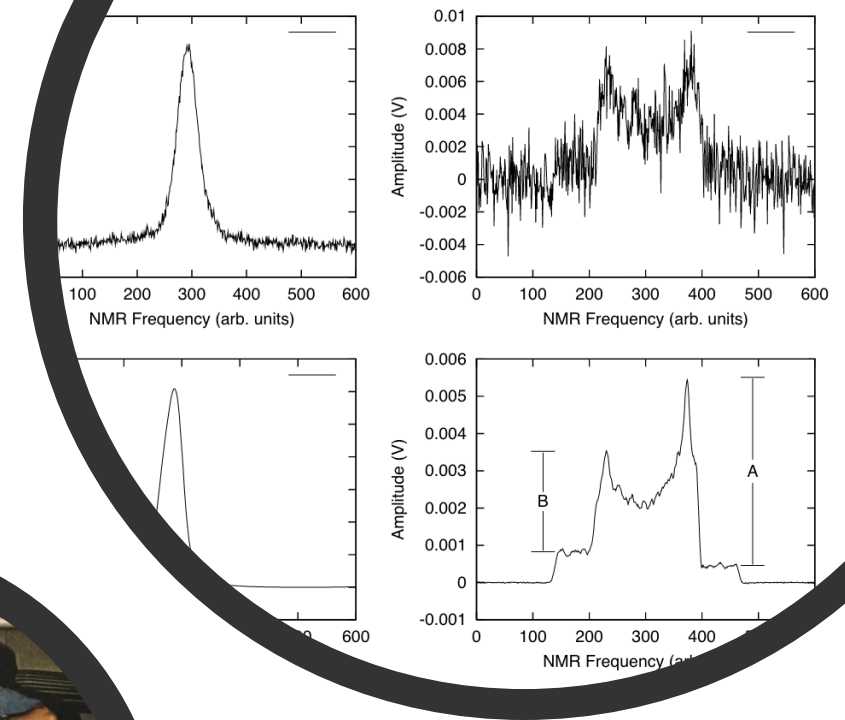 100 200 300 400 500 600
NMR Frequency (arb. units)
0.01
0.008
0.006
0.004
0.002
0
-0.002
-0.004
-0.006
Amplitude (V)
0 100 200 300 400 500 600
NMR Frequency (arb. units)
600
0.006
0.005
0.004
0.003
0.002
0.001
0
-0.001
Amplitude (V)
B
A
0 100 200 300 400
NMR Frequency